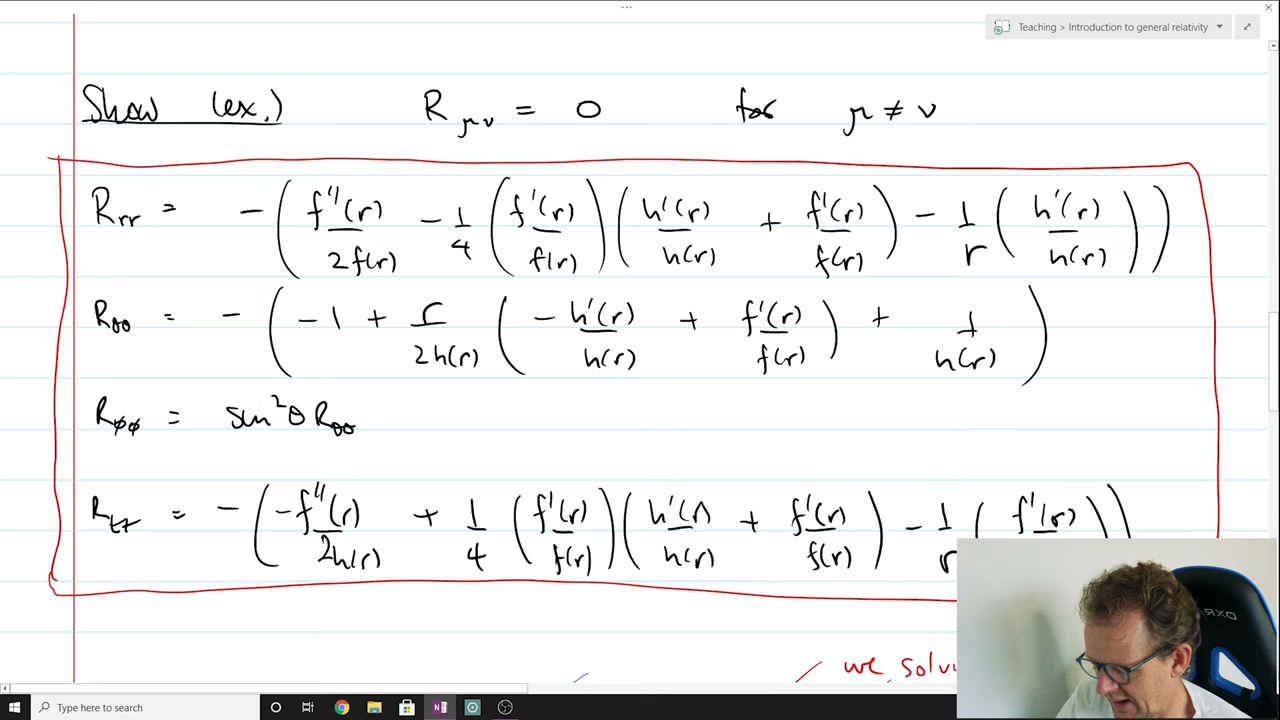 Teaching > Introduction to general relativity
Show (ex.) R_μν = 0 for μ ≠ ν
R_rr = - ( f''(r)/2f(r) - 1/4 ( f'(r)/f(r) ) ( h'(r)/h(r) + f'(r)/f(r) ) - 1/r ( h'(r)/h(r) ) )
R_θθ = - ( -1 + r/2h(r) ( - h'(r)/h(r) + f'(r)/f(r) ) + 1/h(r) )
R_φφ = sin²θ R_θθ
R_tt = - ( - f''(r)/2h(r) + 1/4 ( f'(r)/f(r) ) ( h'(r)/h(r) + f'(r)/f(r) ) - 1/r ( f'(r) ) )
DXR
we
Type here to search